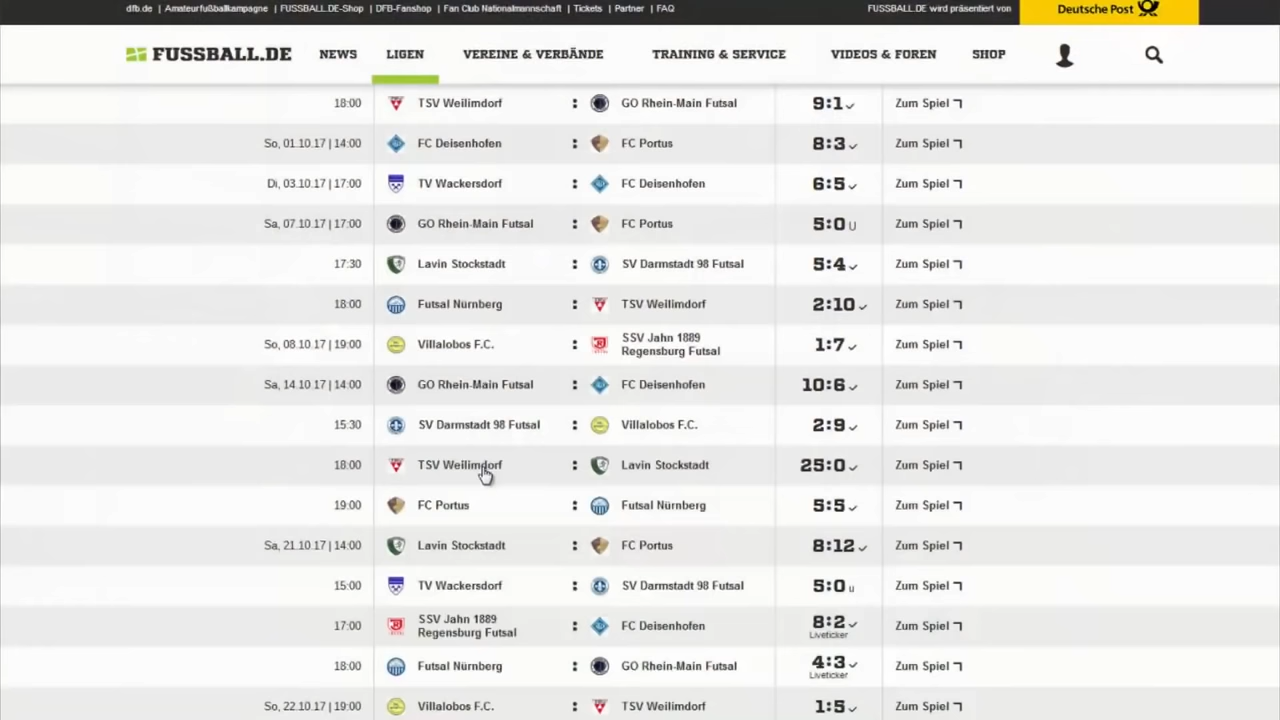 dfb.de | Amateurfußballkampagne | FUSSBALL.DE-Shop | DFB-Fanshop | Fan Club Nationalmannschaft | Tickets | Partner | FAQ FUSSBALL.DE wird präsentiert von Deutsche Post
FUSSBALL.DE NEWS LIGEN VEREINE & VERBÄNDE TRAINING & SERVICE VIDEOS & FOREN SHOP
18:00 TSV Weilimdorf : GO Rhein-Main Futsal 9:1 Zum Spiel
So, 01.10.17 | 14:00 FC Deisenhofen : FC Portus 8:3 Zum Spiel
Di, 03.10.17 | 17:00 TV Wackersdorf : FC Deisenhofen 6:5 Zum Spiel
Sa, 07.10.17 | 17:00 GO Rhein-Main Futsal : FC Portus 5:0 U Zum Spiel
17:30 Lavin Stockstadt : SV Darmstadt 98 Futsal 5:4 Zum Spiel
18:00 Futsal Nürnberg : TSV Weilimdorf 2:10 Zum Spiel
So, 08.10.17 | 19:00 Villalobos F.C. : SSV Jahn 1889 Regensburg Futsal 1:7 Zum Spiel
Sa, 14.10.17 | 14:00 GO Rhein-Main Futsal : FC Deisenhofen 10:6 Zum Spiel
15:30 SV Darmstadt 98 Futsal : Villalobos F.C. 2:9 Zum Spiel
18:00 TSV Weilimdorf : Lavin Stockstadt 25:0 Zum Spiel
19:00 FC Portus : Futsal Nürnberg 5:5 Zum Spiel
Sa, 21.10.17 | 14:00 Lavin Stockstadt : FC Portus 8:12 Zum Spiel
15:00 TV Wackersdorf : SV Darmstadt 98 Futsal 5:0 u Zum Spiel
17:00 SSV Jahn 1889 Regensburg Futsal : FC Deisenhofen 8:2 Liveticker Zum Spiel
18:00 Futsal Nürnberg : GO Rhein-Main Futsal 4:3 Liveticker Zum Spiel
So, 22.10.17 | 19:00 Villalobos F.C. : TSV Weilimdorf 1:5 Zum Spiel